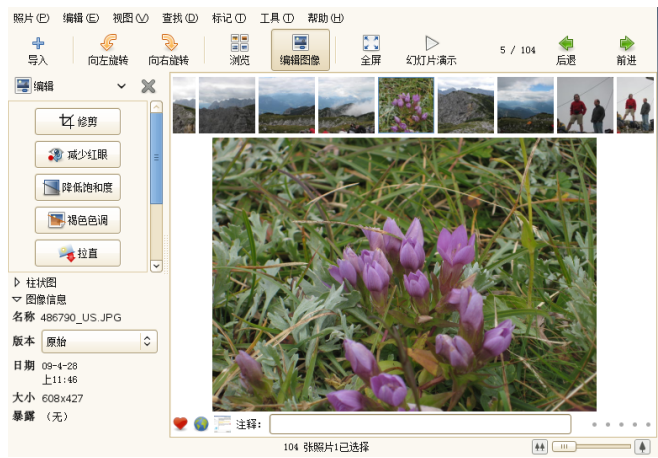 照片(P) 编辑(E) 视图(V) 查找(D) 标记(T) 工具(T) 帮助(H)
导入 向左旋转 向右旋转 浏览 编辑图像 全屏 幻灯片演示 5 / 104 后退 前进
编辑
修剪
减少红眼
降低饱和度
褐色色调
拉直
柱状图
图像信息
名称 486790_US.JPG
版本 原始
日期 09-4-28
上11:46
大小 608x427
暴露 （无）
注释:
104 张照片1已选择